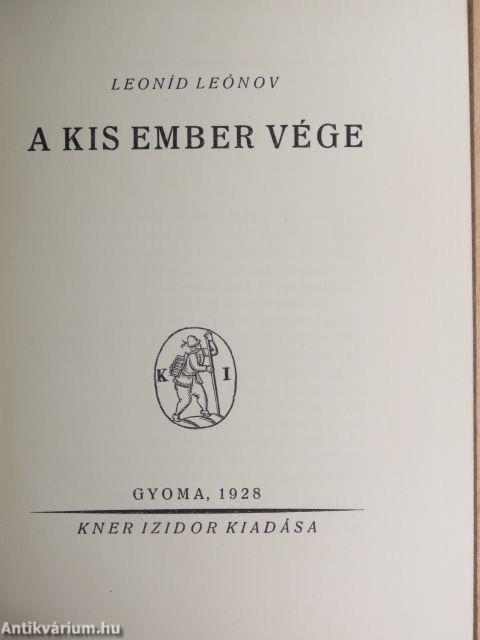 LEONÍD LEÓNOV
A KIS EMBER VÉGE
K I
GYOMA, 1928
KNER IZIDOR KIADÁSA
Antikvárium.hu